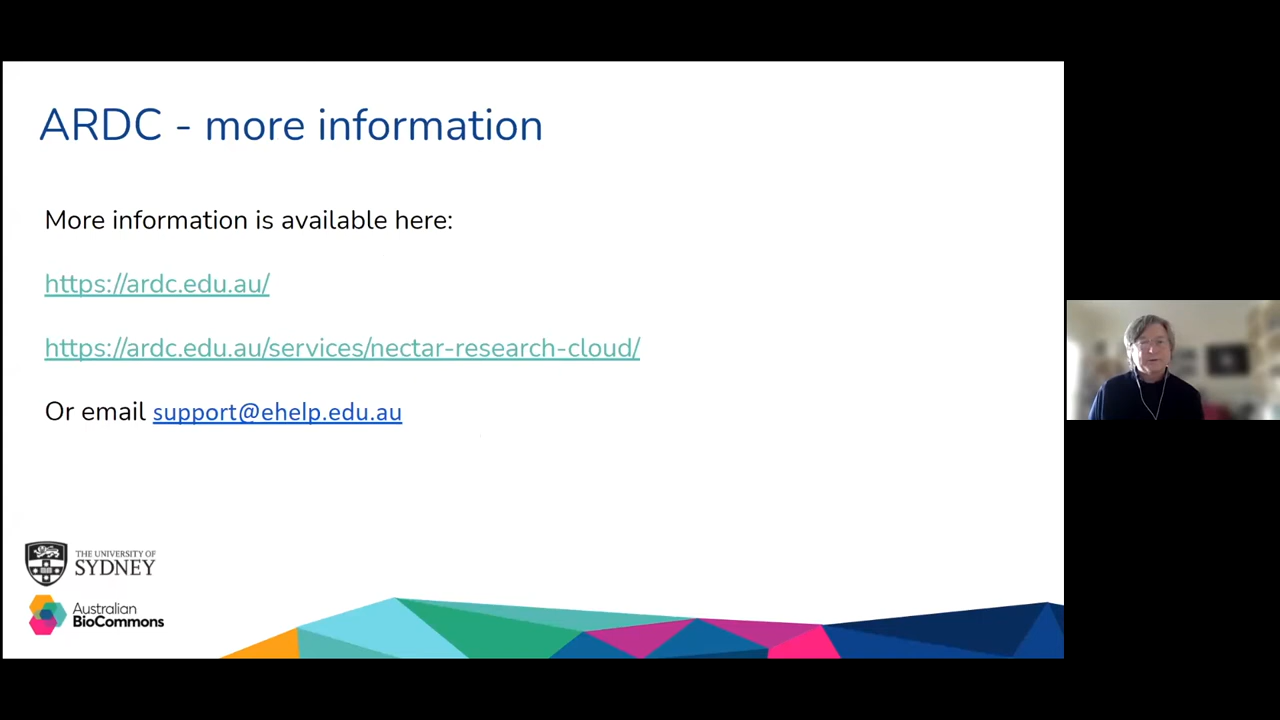 ARDC - more information
More information is available here:
https://ardc.edu.au/
https://ardc.edu.au/services/nectar-research-cloud/
Or email support@ehelp.edu.au
THE UNIVERSITY OF
SYDNEY
Australian
BioCommons